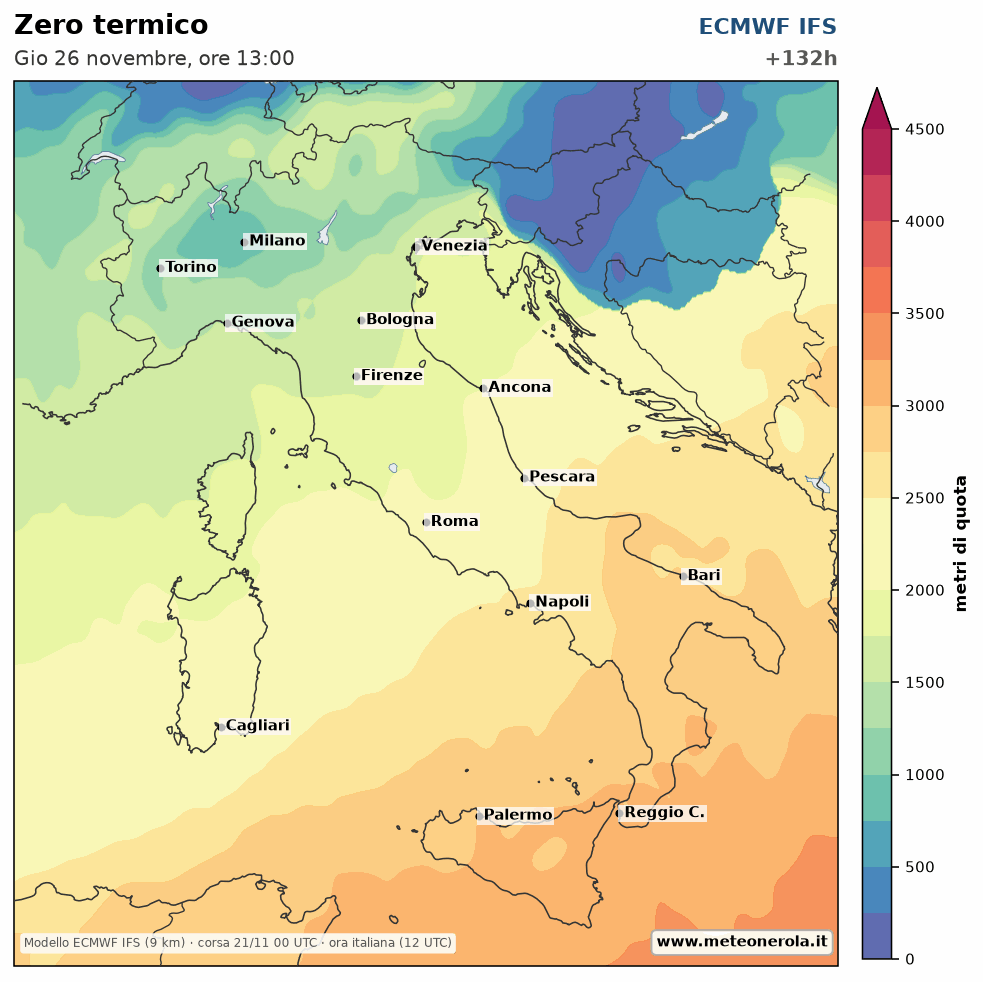 Zero termico
ECMWF IFS
Gio 26 novembre, ore 13:00
+132h
4500
4000
3500
3000
2500
2000
1500
1000
500
0
metri di quota
Milano
Venezia
Torino
Genova
Bologna
Firenze
Ancona
Pescara
Roma
Bari
Napoli
Cagliari
Palermo
Reggio C.
Modello ECMWF IFS (9 km) · corsa 21/11 00 UTC · ora italiana (12 UTC)
www.meteonerola.it